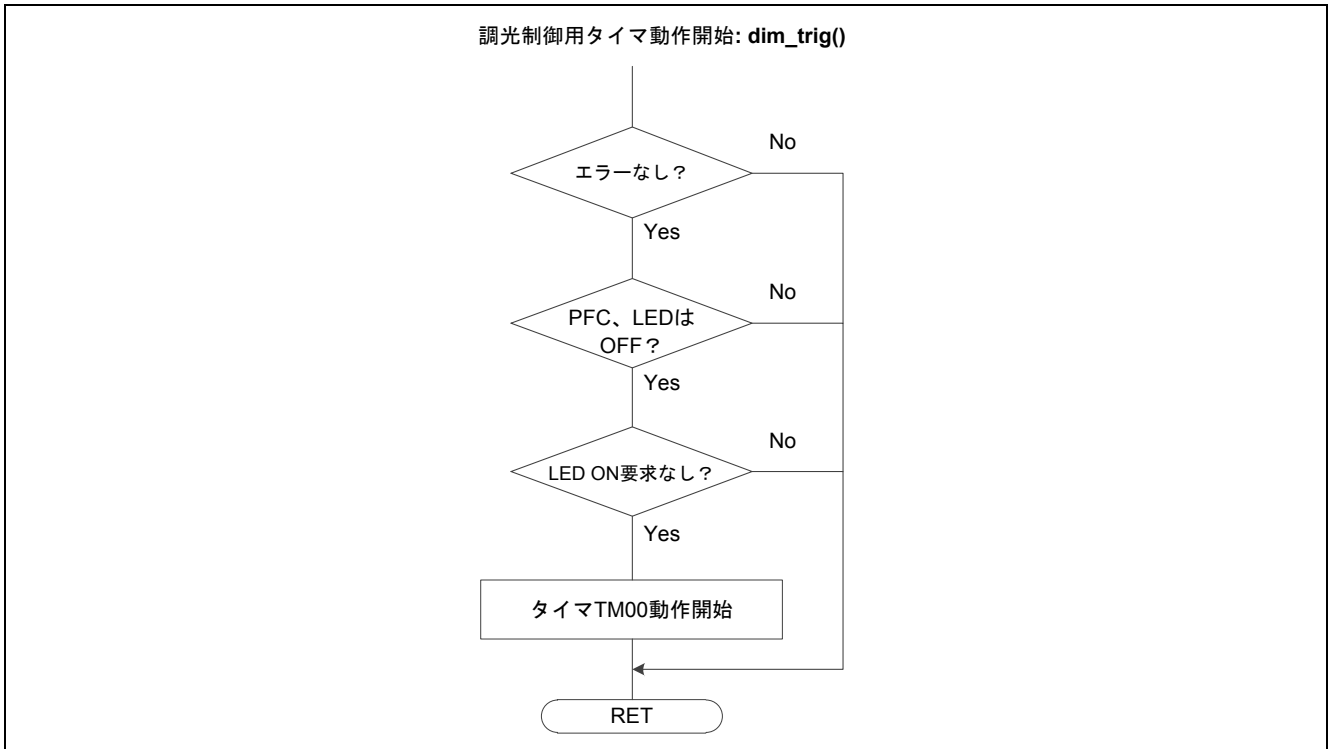 調光制御用タイマ動作開始: dim_trig()
No
エラーなし？
Yes
No
PFC、LEDは
OFF？
Yes
No
LED ON要求なし？
Yes
タイマTM00動作開始
RET